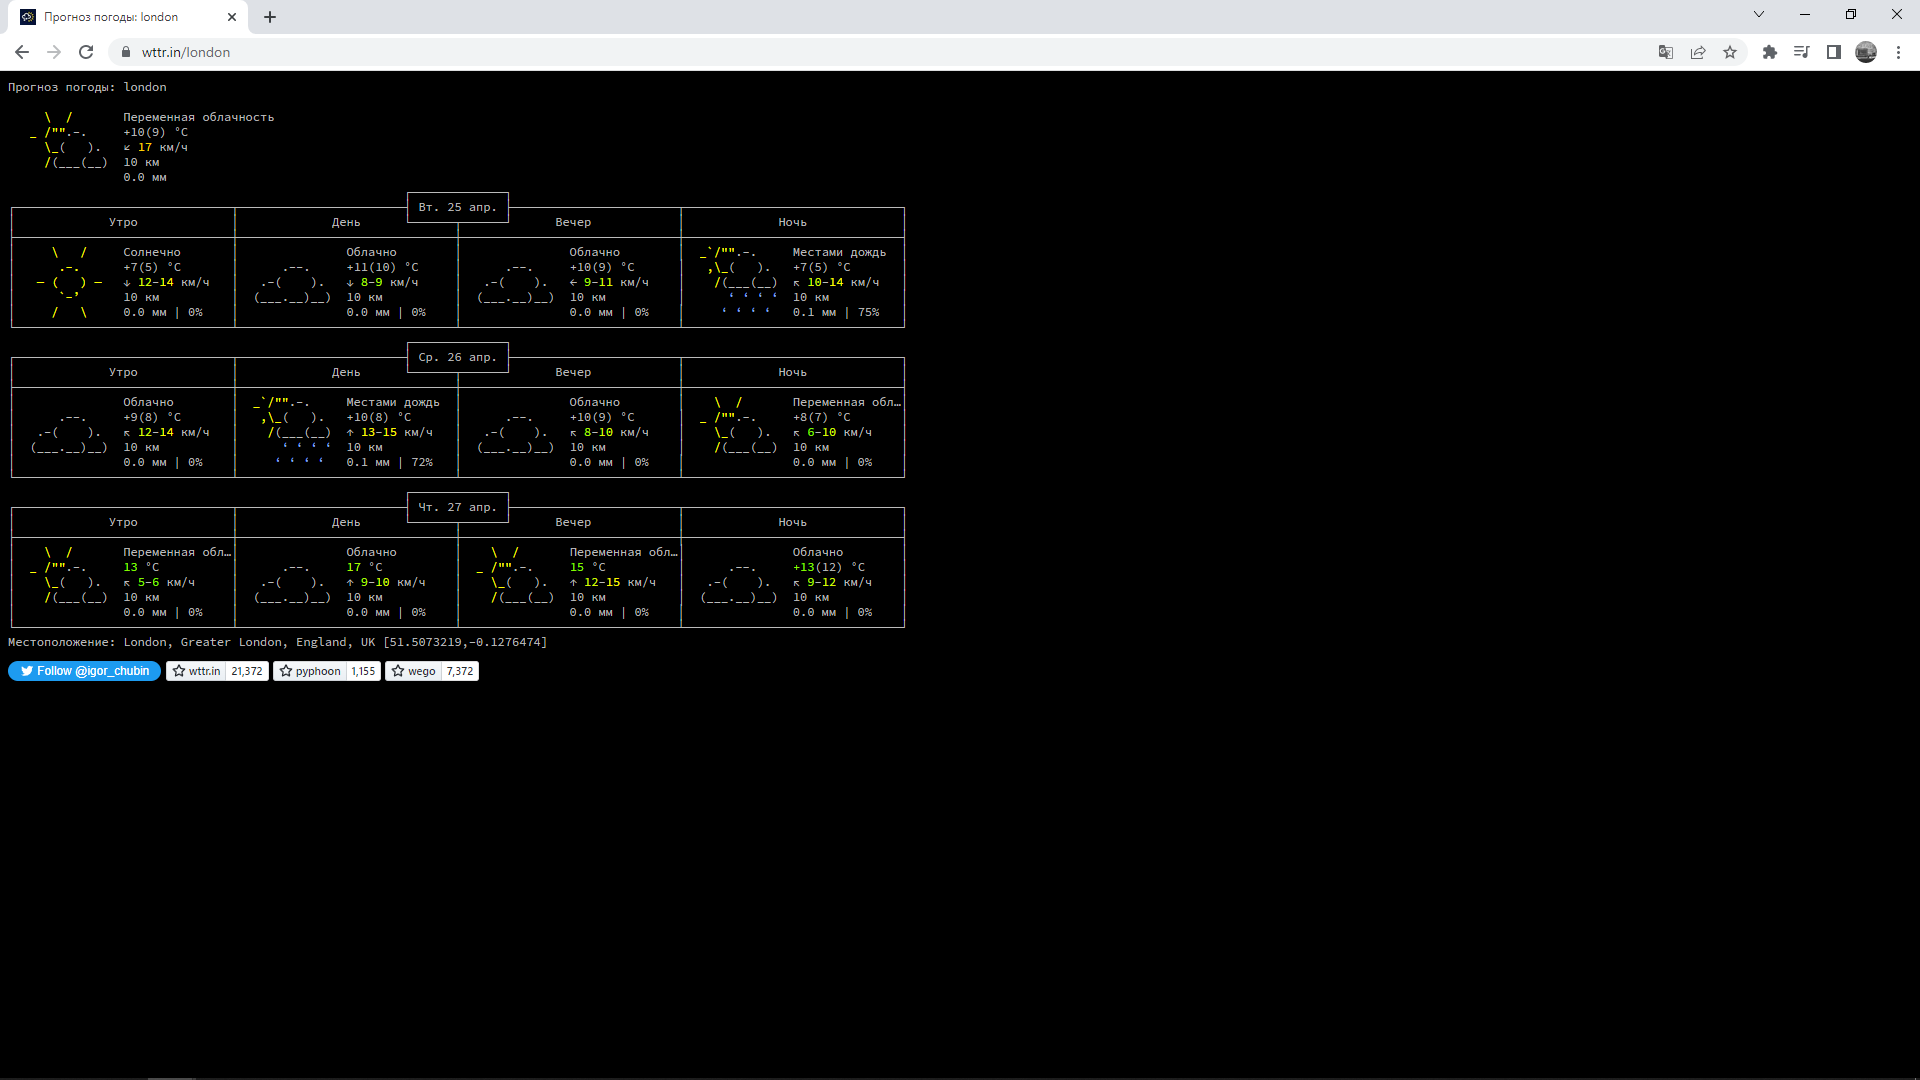 Прогноз погоды: london
wttr.in/london
Прогноз погоды: london
Переменная облачность
+10(9) °C
↙ 17 км/ч
10 км
0.0 мм
Вт. 25 апр.
Утро День Вечер Ночь
Солнечно Облачно Облачно Местами дождь
+7(5) °C +11(10) °C +10(9) °C +7(5) °C
↓ 12-14 км/ч ↓ 8-9 км/ч ← 9-11 км/ч ↖ 10-14 км/ч
10 км 10 км 10 км 10 км
0.0 мм | 0% 0.0 мм | 0% 0.0 мм | 0% 0.1 мм | 75%
Ср. 26 апр.
Утро День Вечер Ночь
Облачно Местами дождь Облачно Переменная обл…
+9(8) °C +10(8) °C +10(9) °C +8(7) °C
↖ 12-14 км/ч ↑ 13-15 км/ч ↖ 8-10 км/ч ↖ 6-10 км/ч
10 км 10 км 10 км 10 км
0.0 мм | 0% 0.1 мм | 72% 0.0 мм | 0% 0.0 мм | 0%
Чт. 27 апр.
Утро День Вечер Ночь
Переменная обл… Облачно Переменная обл… Облачно
13 °C 17 °C 15 °C +13(12) °C
↖ 5-6 км/ч ↑ 9-10 км/ч ↑ 12-15 км/ч ↖ 9-12 км/ч
10 км 10 км 10 км 10 км
0.0 мм | 0% 0.0 мм | 0% 0.0 мм | 0% 0.0 мм | 0%
Местоположение: London, Greater London, England, UK [51.5073219,-0.1276474]
Follow @igor_chubin wttr.in 21,372 pyphoon 1,155 wego 7,372